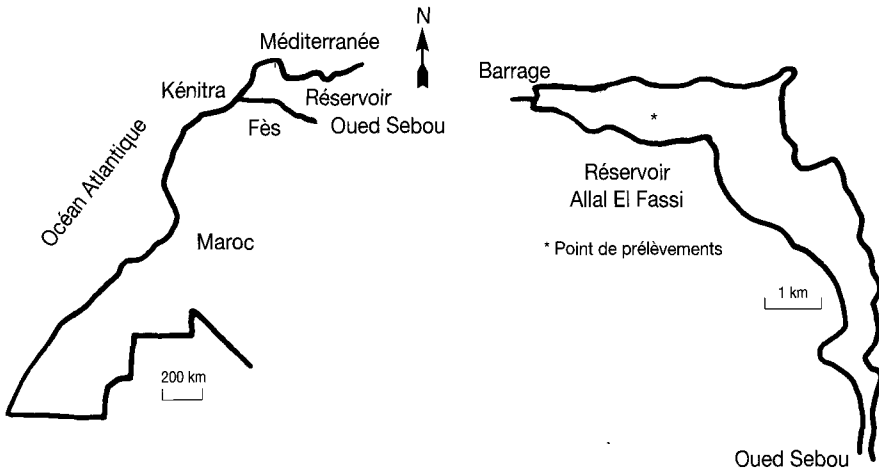 N
Méditerranée
Kénitra
Réservoir
Fès
Oued Sebou
Océan Atlantique
Maroc
200 km
Barrage
*
Réservoir
Allal El Fassi
* Point de prélèvements
1 km
Oued Sebou